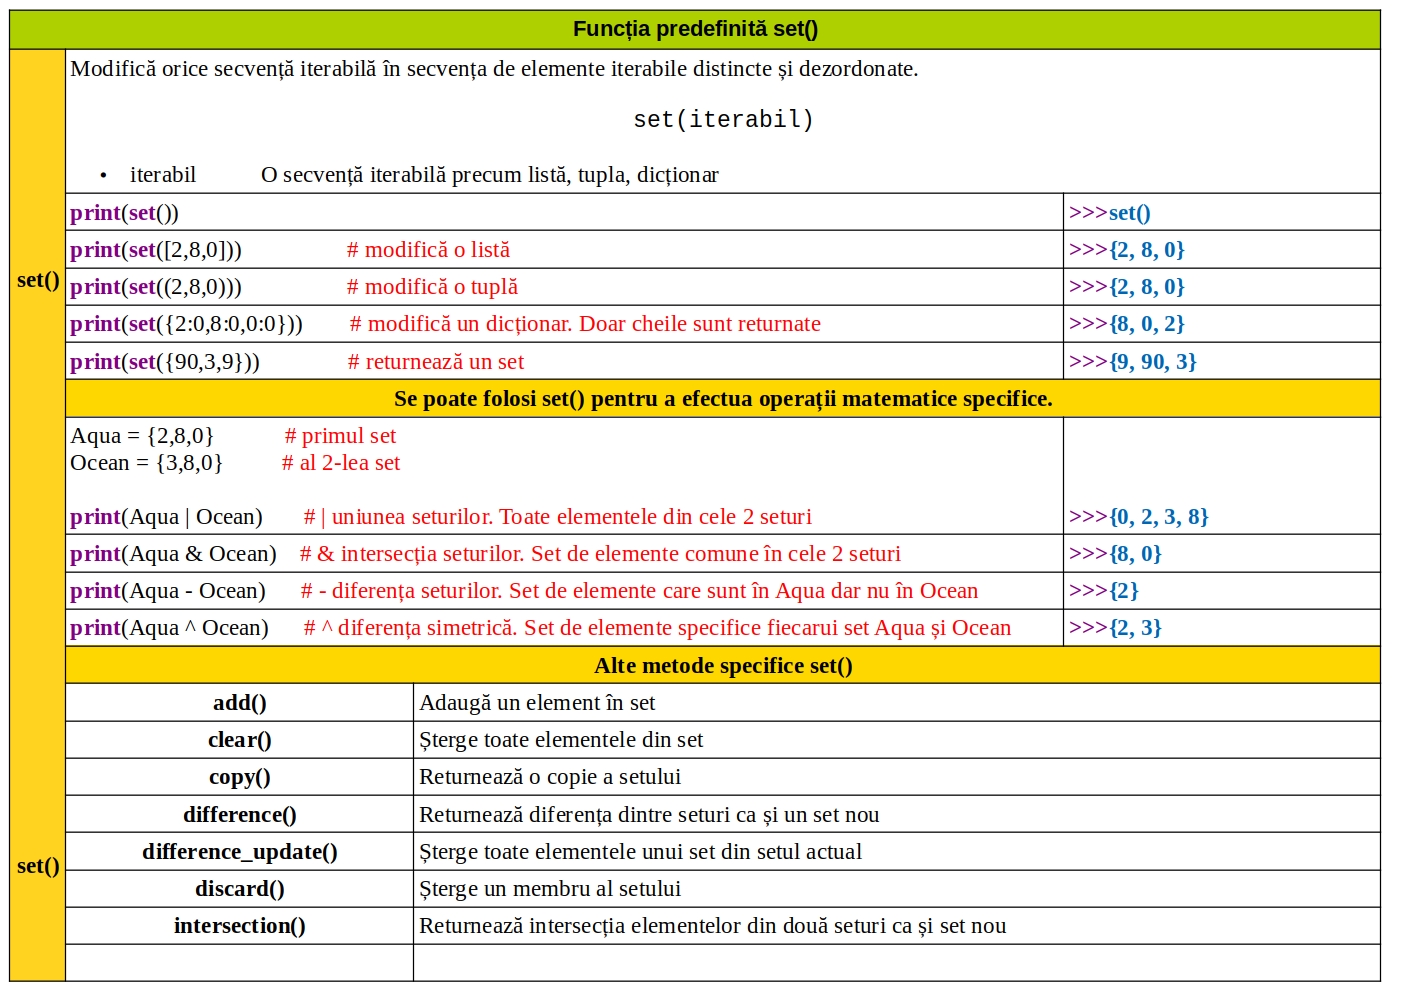 Funcția predefinită set()
set()
Modifică orice secvență iterabilă în secvența de elemente iterabile distincte și dezordonate.
set(iterabil)
• iterabil O secvență iterabilă precum listă, tupla, dicționar
print(set()) >>>set()
print(set([2,8,0])) # modifică o listă >>>{2, 8, 0}
print(set((2,8,0))) # modifică o tuplă >>>{2, 8, 0}
print(set({2:0,8:0,0:0})) # modifică un dicționar. Doar cheile sunt returnate >>>{8, 0, 2}
print(set({90,3,9})) # returnează un set >>>{9, 90, 3}
Se poate folosi set() pentru a efectua operații matematice specifice.
Aqua = {2,8,0} # primul set
Ocean = {3,8,0} # al 2-lea set
print(Aqua | Ocean) # | uniunea seturilor. Toate elementele din cele 2 seturi >>>{0, 2, 3, 8}
print(Aqua & Ocean) # & intersecția seturilor. Set de elemente comune în cele 2 seturi >>>{8, 0}
print(Aqua - Ocean) # - diferența seturilor. Set de elemente care sunt în Aqua dar nu în Ocean >>>{2}
print(Aqua ^ Ocean) # ^ diferența simetrică. Set de elemente specifice fiecarui set Aqua și Ocean >>>{2, 3}
Alte metode specifice set()
set()
add() Adaugă un element în set
clear() Șterge toate elementele din set
copy() Returnează o copie a setului
difference() Returnează diferența dintre seturi ca și un set nou
difference_update() Șterge toate elementele unui set din setul actual
discard() Șterge un membru al setului
intersection() Returnează intersecția elementelor din două seturi ca și set nou